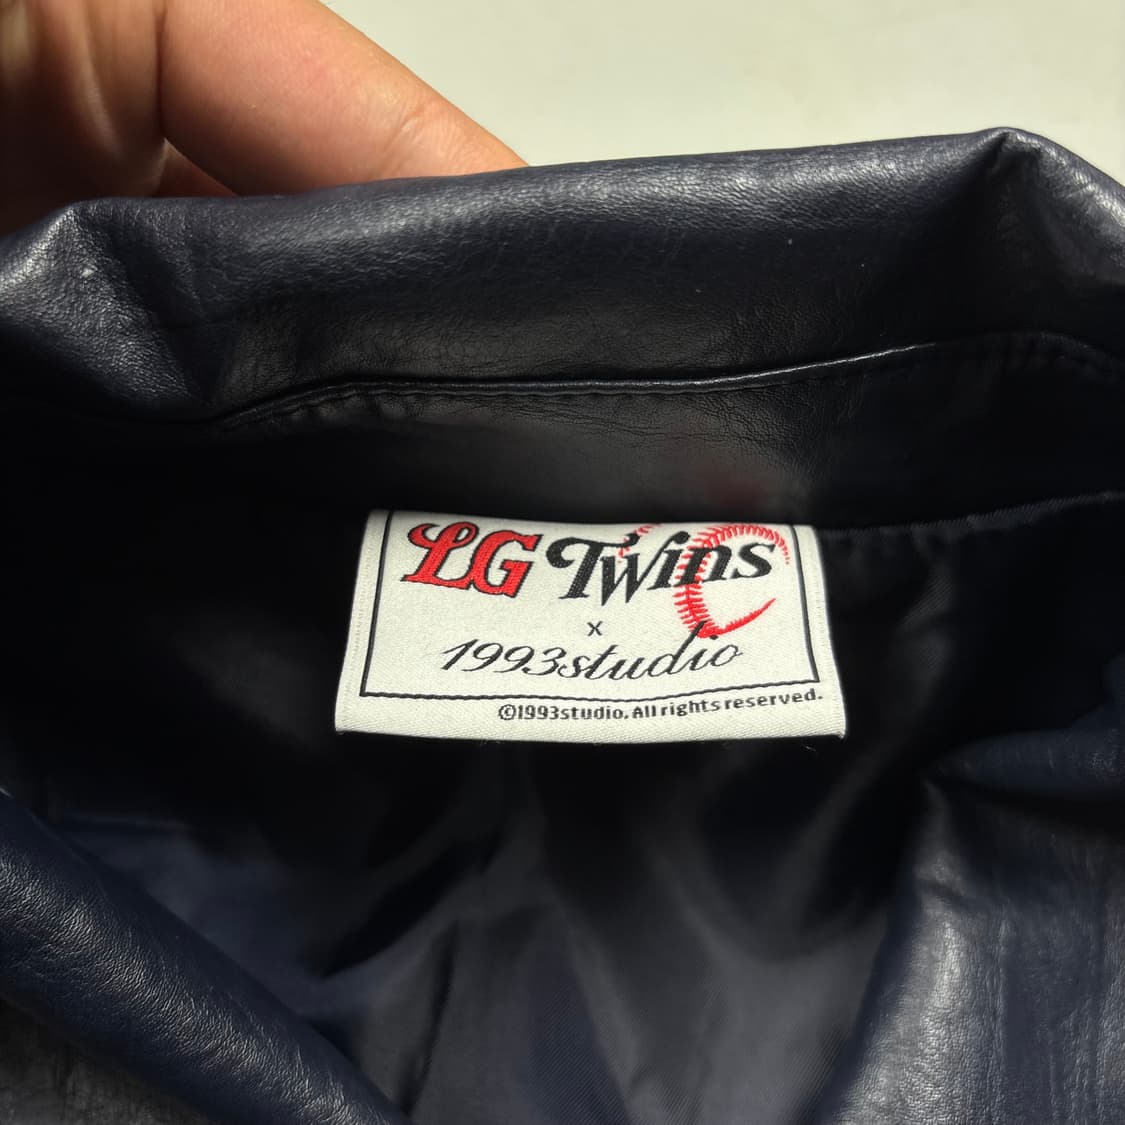 LG Twins
x
1993studio
©1993studio. All rights reserved.